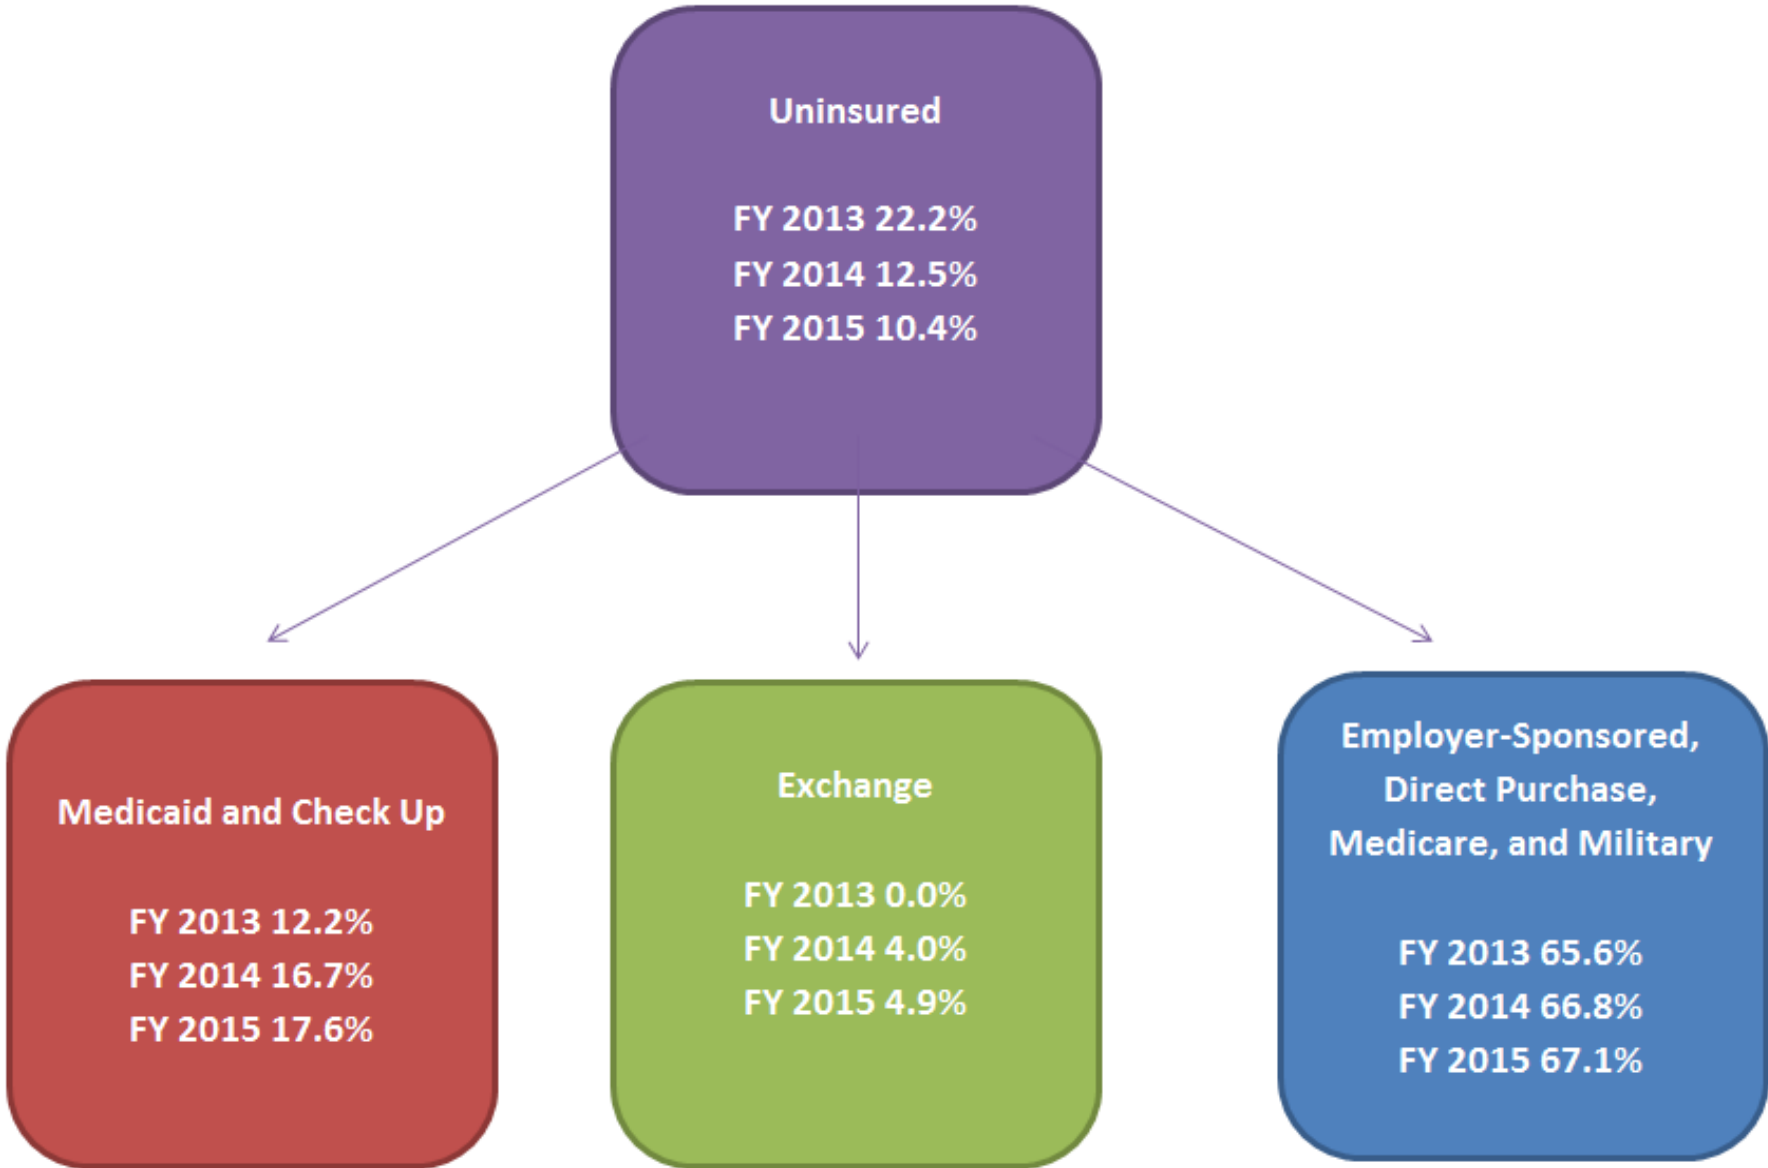 Uninsured
FY 2013 22.2%
FY 2014 12.5%
FY 2015 10.4%
Medicaid and Check Up
FY 2013 12.2%
FY 2014 16.7%
FY 2015 17.6%
Exchange
FY 2013 0.0%
FY 2014 4.0%
FY 2015 4.9%
Employer-Sponsored,
Direct Purchase,
Medicare, and Military
FY 2013 65.6%
FY 2014 66.8%
FY 2015 67.1%